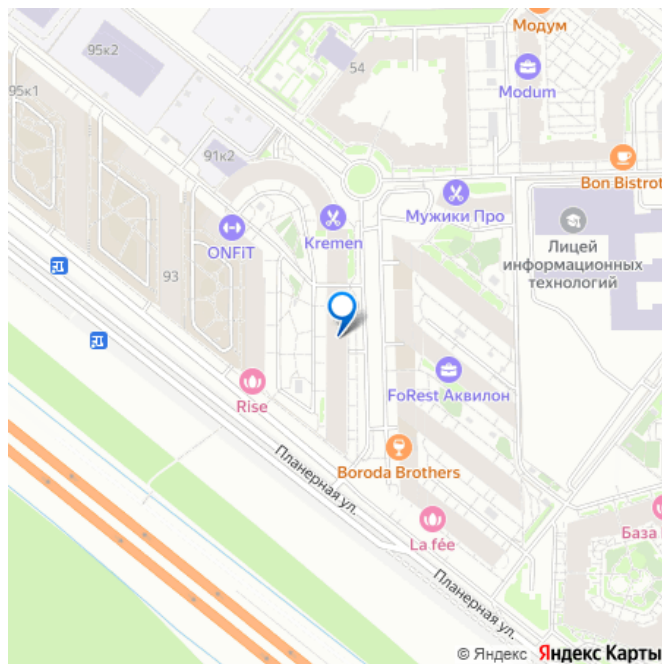 Модум
95к2
54
Modum
95к1
91к2
Bon Bistrot
Мужики Про
Kremen
ONFiT
Лицей
информационных
технологий
93
FoRest Аквилон
Rise
Boroda Brothers
Планерная ул.
La fée
База
Планерная ул.
© Яндекс Яндекс Карты